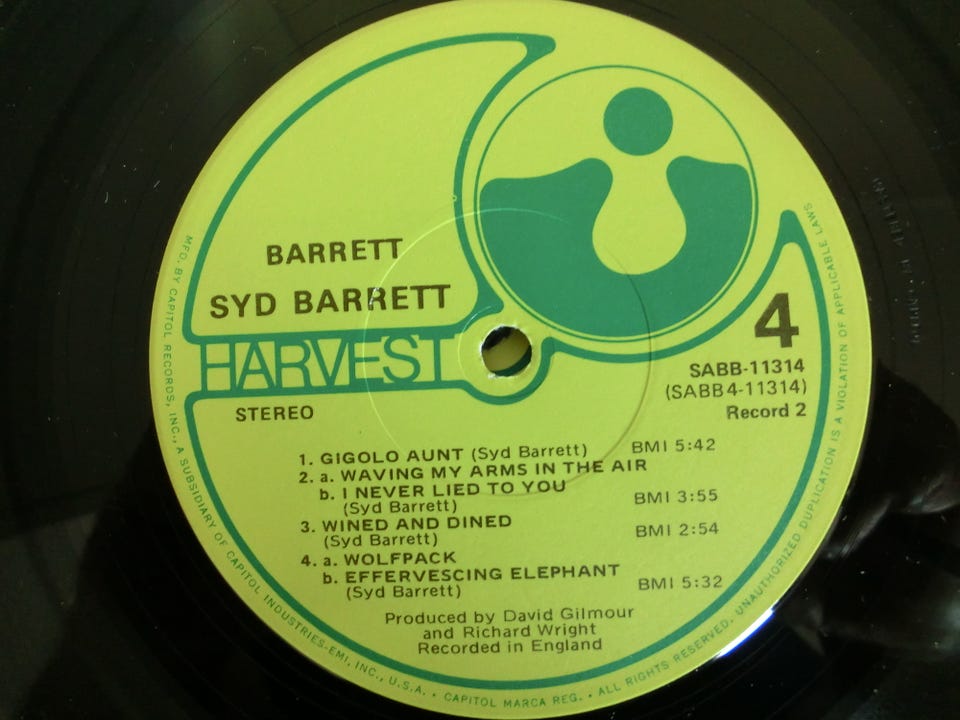 BARRETT
SYD BARRETT
HARVEST
STEREO
4
SABB-11314
(SABB4-11314)
Record 2
1. GIGOLO AUNT (Syd Barrett) BMI 5:42
2. a. WAVING MY ARMS IN THE AIR
b. I NEVER LIED TO YOU
(Syd Barrett) BMI 3:55
3. WINED AND DINED
(Syd Barrett) BMI 2:54
4. a. WOLFPACK
b. EFFERVESCING ELEPHANT
(Syd Barrett) BMI 5:32
Produced by David Gilmour
and Richard Wright
Recorded in England
MFD. BY CAPITOL RECORDS, INC., A SUBSIDIARY OF CAPITOL INDUSTRIES-EMI, INC., U.S.A. • CAPITOL MARCA REG. • ALL RIGHTS RESERVED. UNAUTHORIZED DUPLICATION IS A VIOLATION OF APPLICABLE LAWS